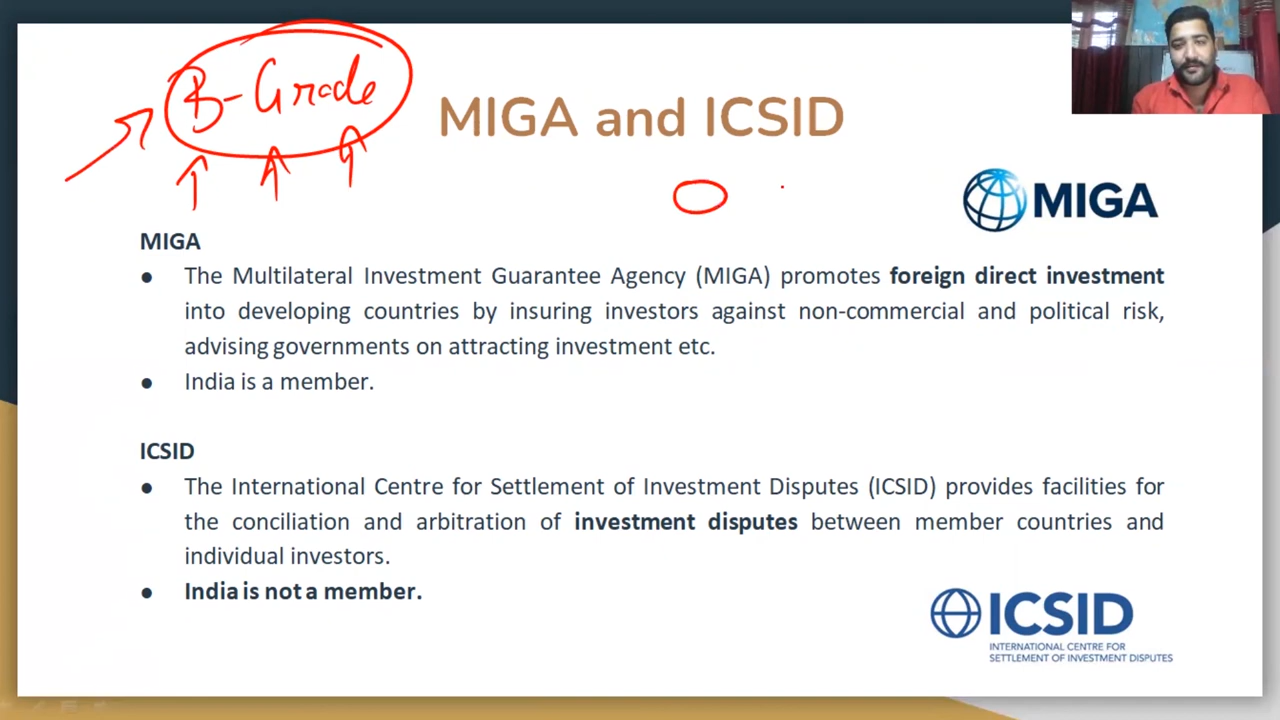 B-Grade
MIGA and ICSID
MIGA
MIGA
● The Multilateral Investment Guarantee Agency (MIGA) promotes foreign direct investment
into developing countries by insuring investors against non-commercial and political risk,
advising governments on attracting investment etc.
● India is a member.
ICSID
● The International Centre for Settlement of Investment Disputes (ICSID) provides facilities for
the conciliation and arbitration of investment disputes between member countries and
individual investors.
● India is not a member.
ICSID
INTERNATIONAL CENTRE FOR
SETTLEMENT OF INVESTMENT DISPUTES